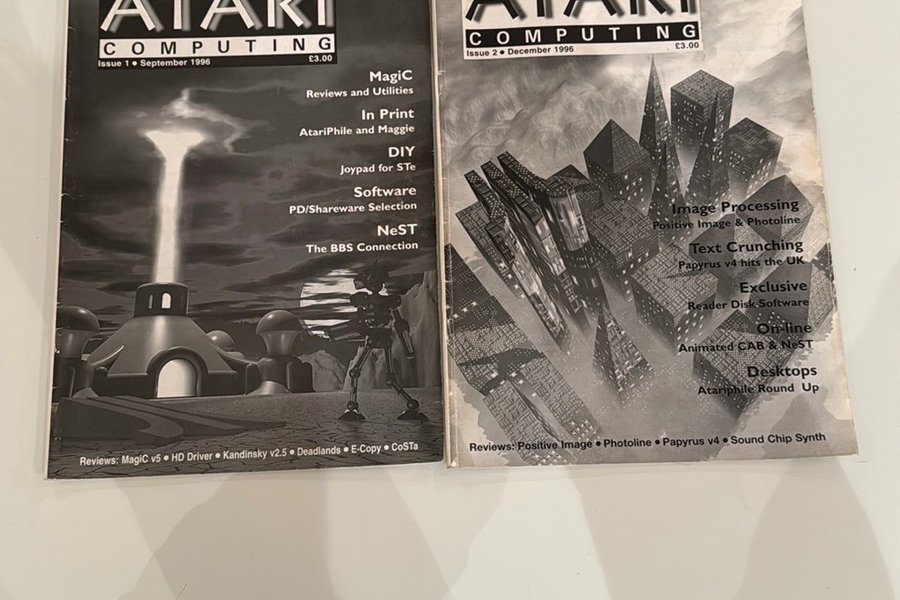 ATARI
COMPUTING
Issue 1 • September 1996 £3.00
MagiC
Reviews and Utilities
In Print
AtariPhile and Maggie
DIY
Joypad for STe
Software
PD/Shareware Selection
NeST
The BBS Connection
Reviews: MagiC v5 • HD Driver • Kandinsky v2.5 • Deadlands • E-Copy • CoSTa
ATARI
COMPUTING
Issue 2 • December 1996 £3.00
Image Processing
Positive Image & Photoline
Text Crunching
Papyrus v4 hits the UK
Exclusive
Reader Disk Software
On-line
Animated CAB & NeST
Desktops
Atariphile Round Up
Reviews: Positive Image • Photoline • Papyrus v4 • Sound Chip Synth